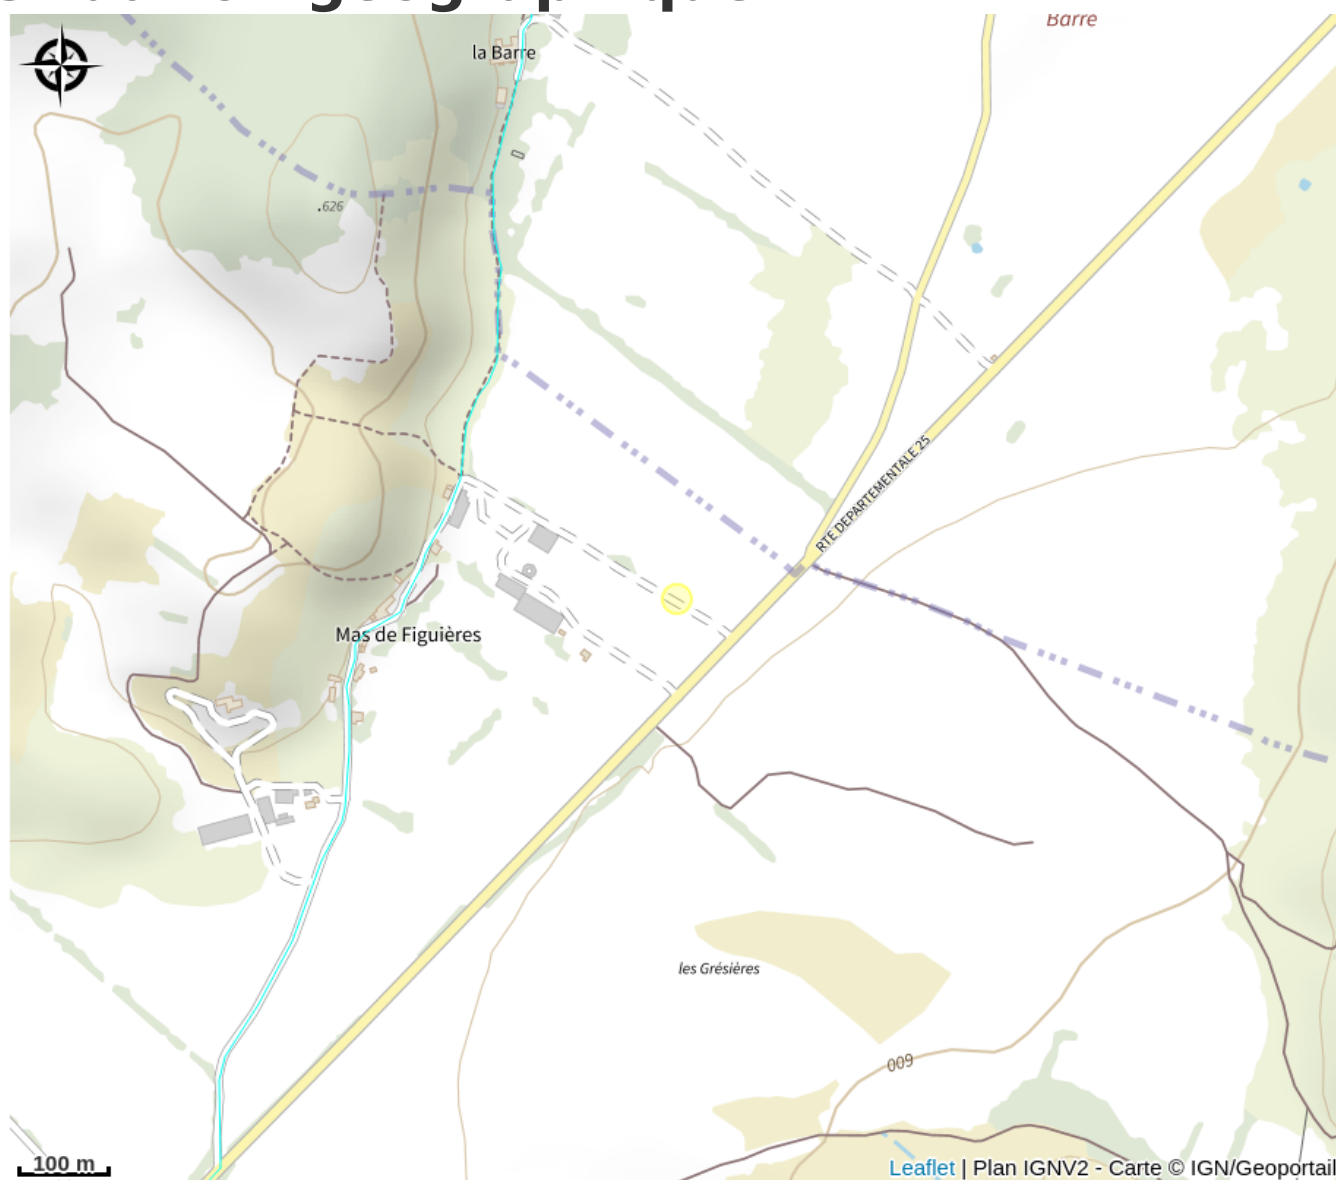 la Barre
Barre
.626
RTE DEPARTEMENTALE 25
Mas de Figuières
les Grésières
600
100 m
Leaflet | Plan IGNV2 - Carte © IGN/Geoportail